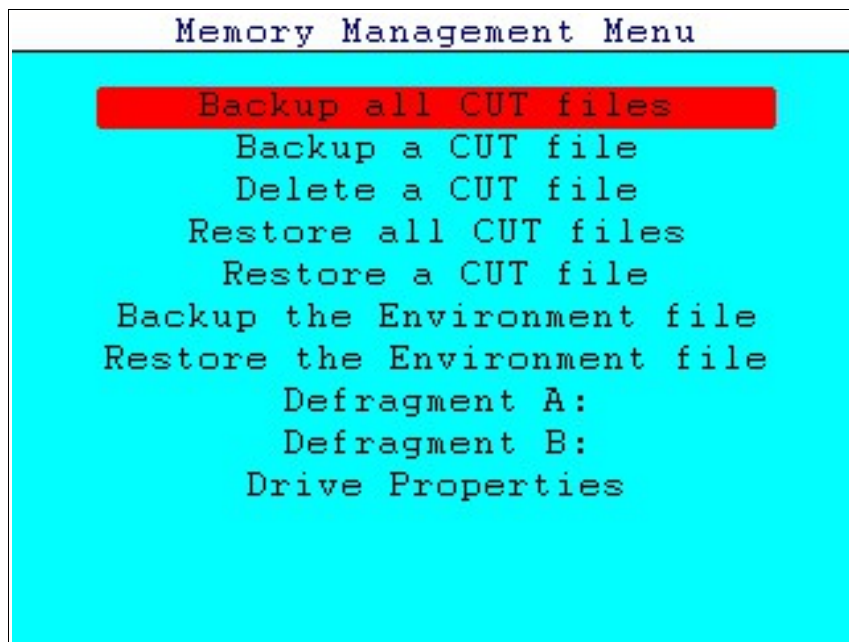 Memory Management Menu
Backup all CUT files
Backup a CUT file
Delete a CUT file
Restore all CUT files
Restore a CUT file
Backup the Environment file
Restore the Environment file
Defragment A:
Defragment B:
Drive Properties